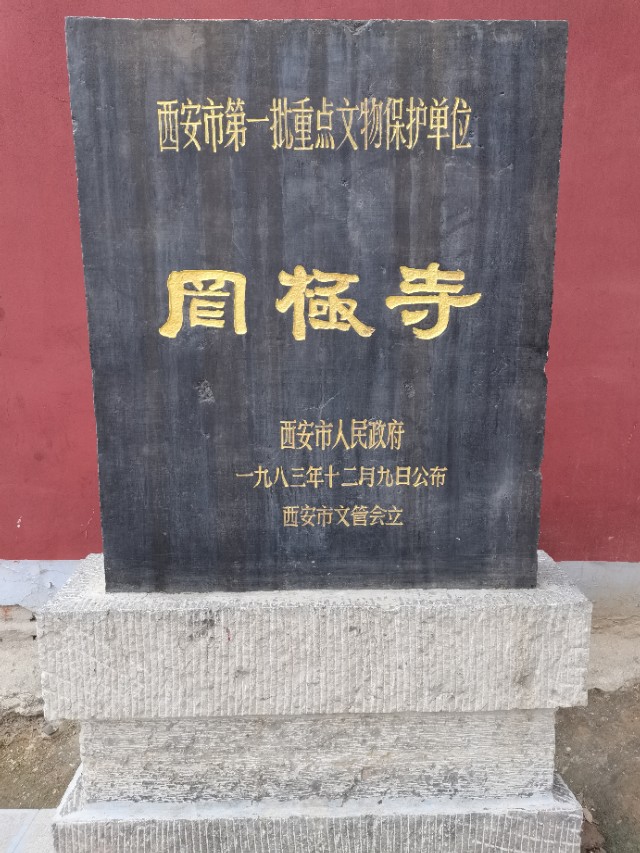 西安市第一批重点文物保护单位
罔極寺
西安市人民政府
一九八三年十二月九日公布
西安市文管会立